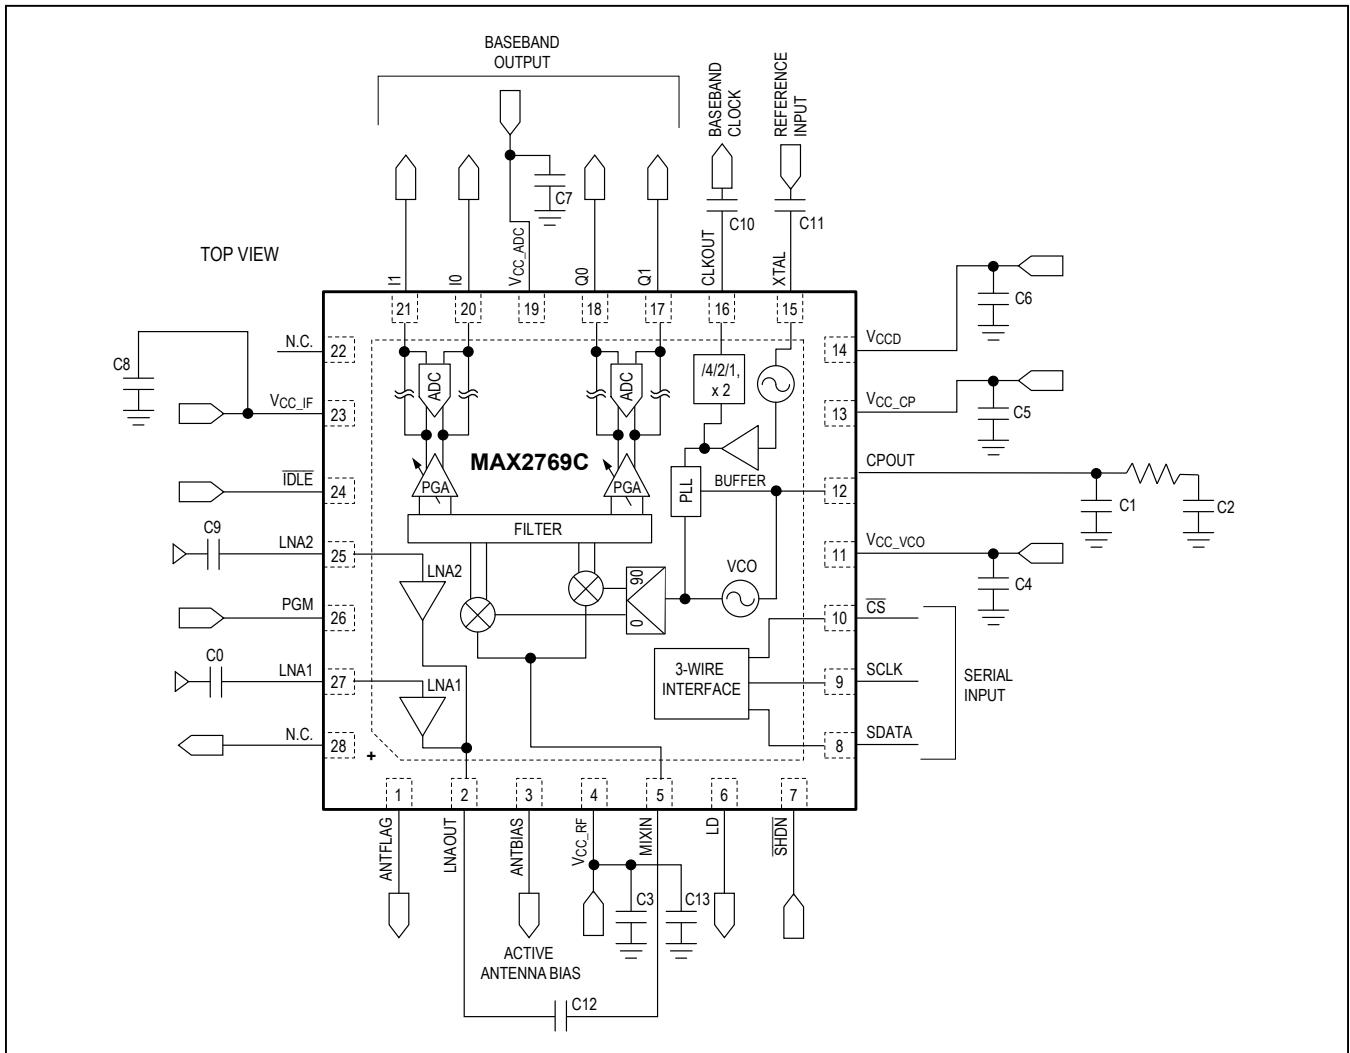 BASEBAND
OUTPUT
BASEBAND
CLOCK
REFERENCE
INPUT
C7
C10
C11
TOP VIEW
I1
I0
VCC_ADC
Q0
Q1
CLKOUT
XTAL
C6
21
20
19
18
17
16
15
N.C.
22
14
VCCD
C8
ADC
ADC
/4/2/1,
x 2
VCC_IF
23
13
VCC_CP
C5
MAX2769C
IDLE
24
PGA
PGA
PLL
BUFFER
12
CPOUT
C1
C2
C9
LNA2
25
FILTER
11
VCC_VCO
C4
LNA2
90
0
VCO
PGM
26
10
CS
C0
LNA1
27
LNA1
3-WIRE
INTERFACE
9
SCLK
SERIAL
INPUT
N.C.
28
+
8
SDATA
1
2
3
4
5
6
7
ANTFLAG
LNAOUT
ANTBIAS
VCC_RF
MIXIN
LD
SHDN
C3
C13
ACTIVE
ANTENNA BIAS
C12